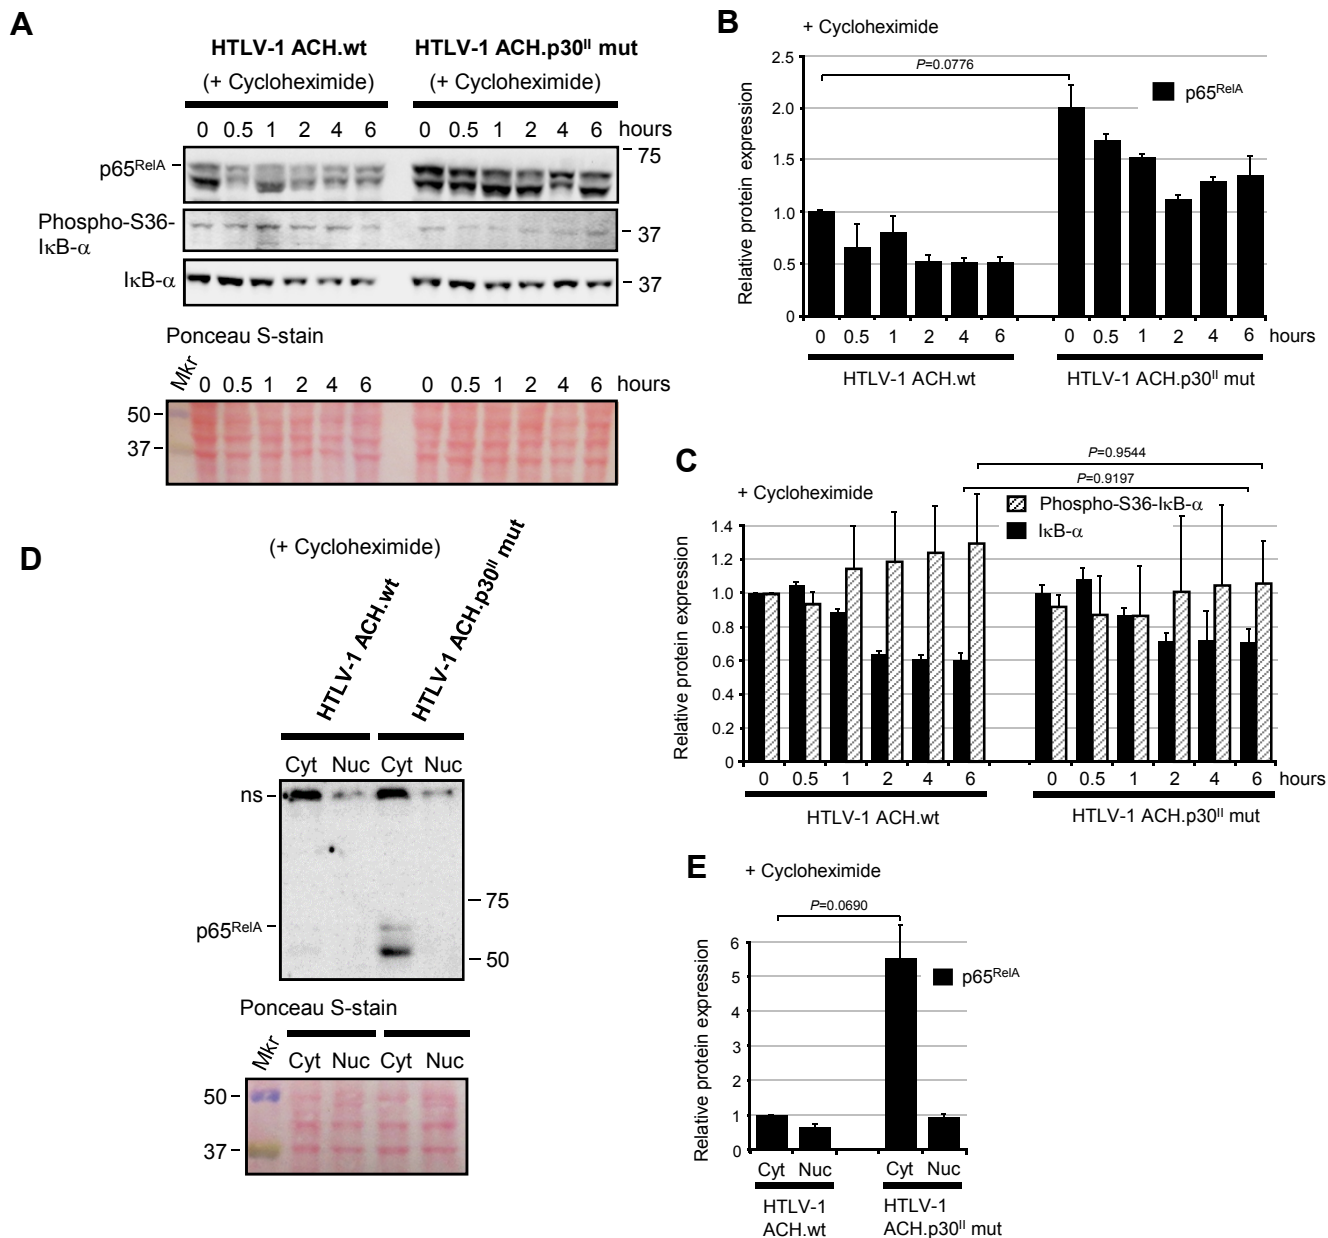 A
HTLV-1 ACH.wt HTLV-1 ACH.p30ᴵᴵ mut
(+ Cycloheximide) (+ Cycloheximide)
0 0.5 1 2 4 6 0 0.5 1 2 4 6 hours
p65ᴿᵉˡᴬ
75
Phospho-S36-
IκB-α
37
IκB-α
37
Ponceau S-stain
Mkr 0 0.5 1 2 4 6 0 0.5 1 2 4 6 hours
50
37
B
+ Cycloheximide
P=0.0776
p65ᴿᵉˡᴬ
Relative protein expression
2.5
2.0
1.5
1.0
0.5
0
0 0.5 1 2 4 6 0 0.5 1 2 4 6 hours
HTLV-1 ACH.wt HTLV-1 ACH.p30ᴵᴵ mut
C
+ Cycloheximide
P=0.9544
P=0.9197
Phospho-S36-IκB-α
IκB-α
Relative protein expression
1.4
1.2
1.0
0.8
0.6
0.4
0.2
0
0 0.5 1 2 4 6 0 0.5 1 2 4 6 hours
HTLV-1 ACH.wt HTLV-1 ACH.p30ᴵᴵ mut
D
(+ Cycloheximide)
HTLV-1 ACH.wt
HTLV-1 ACH.p30ᴵᴵ mut
Cyt Nuc Cyt Nuc
ns
75
p65ᴿᵉˡᴬ
50
Ponceau S-stain
Mkr Cyt Nuc Cyt Nuc
50
37
E
+ Cycloheximide
P=0.0690
p65ᴿᵉˡᴬ
Relative protein expression
6
5
4
3
2
1
0
Cyt Nuc Cyt Nuc
HTLV-1 HTLV-1
ACH.wt ACH.p30ᴵᴵ mut